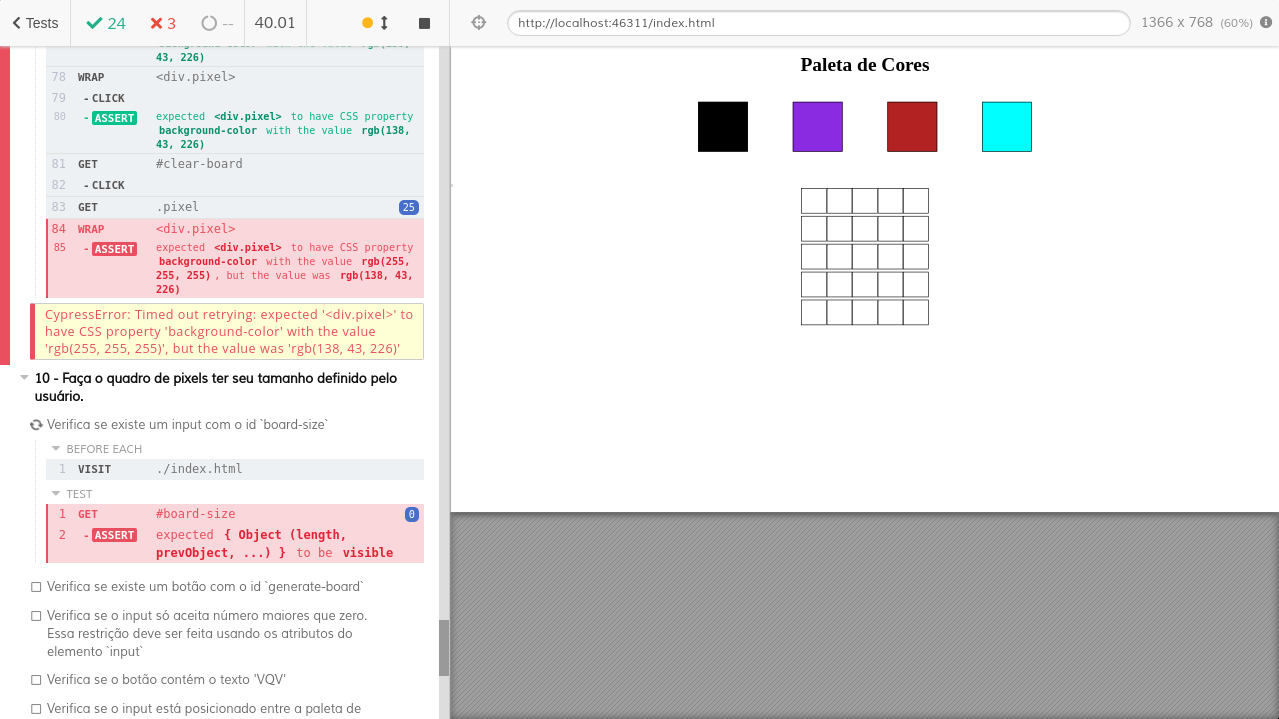 Tests
24
3
--
40.01
http://localhost:46311/index.html
1366 x 768 (60%)
43, 226)
78 WRAP <div.pixel>
79 - CLICK
80 - ASSERT expected <div.pixel> to have CSS property
background-color with the value rgb(138,
43, 226)
81 GET #clear-board
82 - CLICK
83 GET .pixel 25
84 WRAP <div.pixel>
85 - ASSERT expected <div.pixel> to have CSS property
background-color with the value rgb(255,
255, 255), but the value was rgb(138, 43,
226)
CypressError: Timed out retrying: expected '<div.pixel>' to
have CSS property 'background-color' with the value
'rgb(255, 255, 255)', but the value was 'rgb(138, 43, 226)'
10 - Faça o quadro de pixels ter seu tamanho definido pelo
usuário.
Verifica se existe um input com o id `board-size`
BEFORE EACH
1 VISIT ./index.html
TEST
1 GET #board-size 0
2 - ASSERT expected { Object (length,
prevObject, ...) } to be visible
Verifica se existe um botão com o id `generate-board`
Verifica se o input só aceita número maiores que zero.
Essa restrição deve ser feita usando os atributos do
elemento `input`
Verifica se o botão contém o texto 'VQV'
Verifica se o input está posicionado entre a paleta de
Paleta de Cores